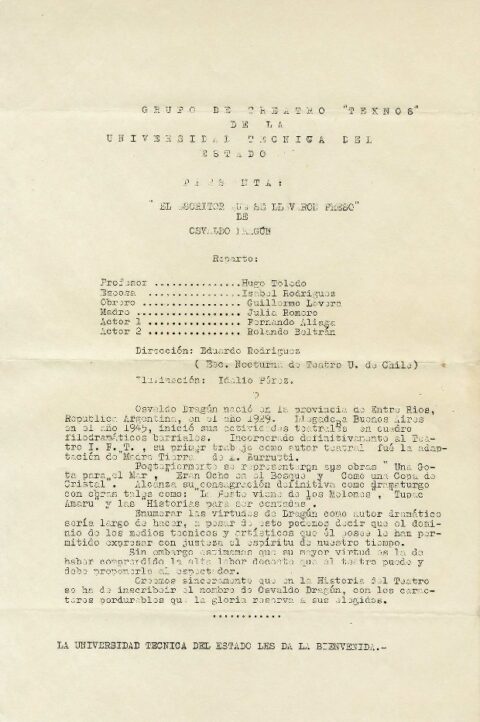 GRUPO DE TREATRO "TEKNOS"
DE LA
UNIVERSIDAD TECNICA DEL
ESTADO
PRESENTA:
"EL ESCRITOR QUE SE LLEVARON PRESO"
DE
OSVALDO DRAGÚN
Reparto:
Profesor ...............Hugo Toledo
Esposa ................Isabel Rodriguez
Obrero ................. Guillermo Lovero
Madre ................. Julia Romero
Actor 1 ................ Fernando Aliaga
Actor 2 ................ Rolando Beltrán
Dirección: Eduardo Rodriguez
( Esc. Nocturna de Teatro U. de Chile)
Iluminación: Idalio Pérez.
Osvaldo Dragún nació en la provincia de Entre Rios,
Republica Argentina, en el año 1929. Llegado a Buenos Aires
en el año 1945, inició sus activid des teatrales en cuadro
filodramáticos barriales. Incorporado definitivamente al Tea-
tro I. F. T. , su primer trabajo como autor teatral fué la adap-
tación de Madre Tierra de A. Burrutti.
Posteriormente se representaron sus obras " Una Go-
ta para el Mar , Eran Ocho en el Bosque y Como una Copa de
Cristal". Alcanza su consagración definitiva como dramaturgo
con obras tales como: "La Peste viene de los Melones , "Tupac
Amaru y las "Historias para ser contadas .
Enumerar las virtudes de Dragún como autor dramático
sería largo de hacer, a pesar de esto podemos decir que el domi-
nio de los medios tecnicos y artísticos que él posee le han per-
mitido expresar con justeza el espíritu de nuestro tiempo.
Sin embargo estimamos que su mayor virtud es la de
haber comprendido la alta labor docente que el teatro puede y
debe proponerle al espectador.
Creemos sinceramente que en la Historia del Teatro
se ha de inscribeir el nombre de Osvaldo Dragún, con los carac-
teres perdurables que la gloria reserva a sus elegidos.
............
LA UNIVERSIDAD TECNICA DEL ESTADO LES DA LA BIENVENIDA.-